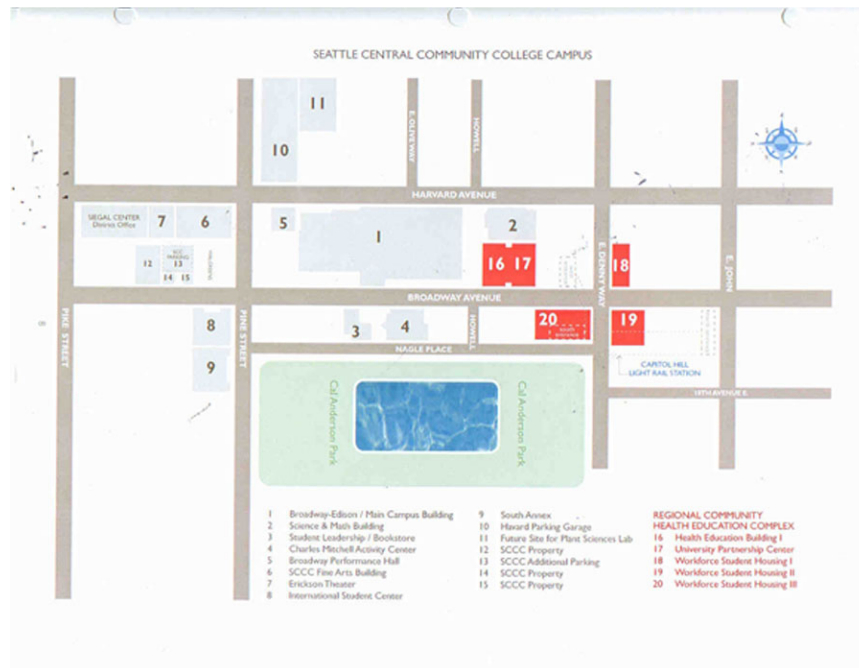 SEATTLE CENTRAL COMMUNITY COLLEGE CAMPUS
11
10
E. OLIVE WAY
HOWELL
HARVARD AVENUE
SIEGAL CENTER
District Office
7
6
5
1
2
12
SCC
PARKING
13
14
15
16
17
18
E. DENNY WAY
E. JOHN
BROADWAY AVENUE
PIKE STREET
PINE STREET
8
3
4
HOWELL
20
19
NAGLE PLACE
9
CAPITOL HILL
LIGHT RAIL STATION
10TH AVENUE E.
Cal Anderson Park
Cal Anderson Park
1 Broadway-Edison / Main Campus Building
2 Science & Math Building
3 Student Leadership / Bookstore
4 Charles Mitchell Activity Center
5 Broadway Performance Hall
6 SCCC Fine Arts Building
7 Erickson Theater
8 International Student Center
9 South Annex
10 Havard Parking Garage
11 Future Site for Plant Sciences Lab
12 SCCC Property
13 SCCC Additional Parking
14 SCCC Property
15 SCCC Property
REGIONAL COMMUNITY
HEALTH EDUCATION COMPLEX
16 Health Education Building I
17 University Partnership Center
18 Workforce Student Housing I
19 Workforce Student Housing II
20 Workforce Student Housing III